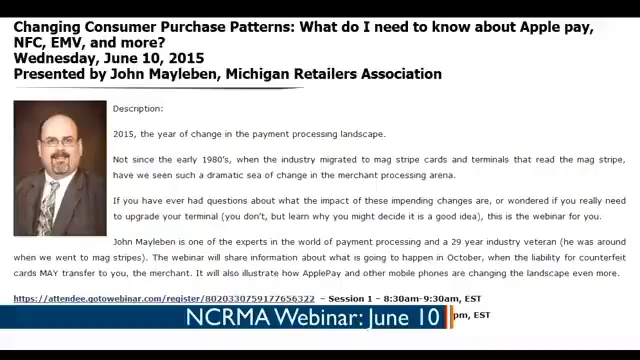 Changing Consumer Purchase Patterns: What do I need to know about Apple pay,
NFC, EMV, and more?
Wednesday, June 10, 2015
Presented by John Mayleben, Michigan Retailers Association
Description:
2015, the year of change in the payment processing landscape.
Not since the early 1980's, when the industry migrated to mag stripe cards and terminals that read the mag stripe,
have we seen such a dramatic sea of change in the merchant processing arena.
If you have ever had questions about what the impact of these impending changes are, or wondered if you really need
to upgrade your terminal (you don't, but learn why you might decide it is a good idea), this is the webinar for you.
John Mayleben is one of the experts in the world of payment processing and a 29 year industry veteran (he was around
when we went to mag stripes). The webinar will share information about what is going to happen in October, when the liability for counterfeit
cards MAY transfer to you, the merchant. It will also illustrate how ApplePay and other mobile phones are changing the landscape even more.
https://attendee.gotowebinar.com/register/8020330759177656322 – Session 1 – 8:30am-9:30am, EST
pm, EST
NCRMA Webinar: June 10